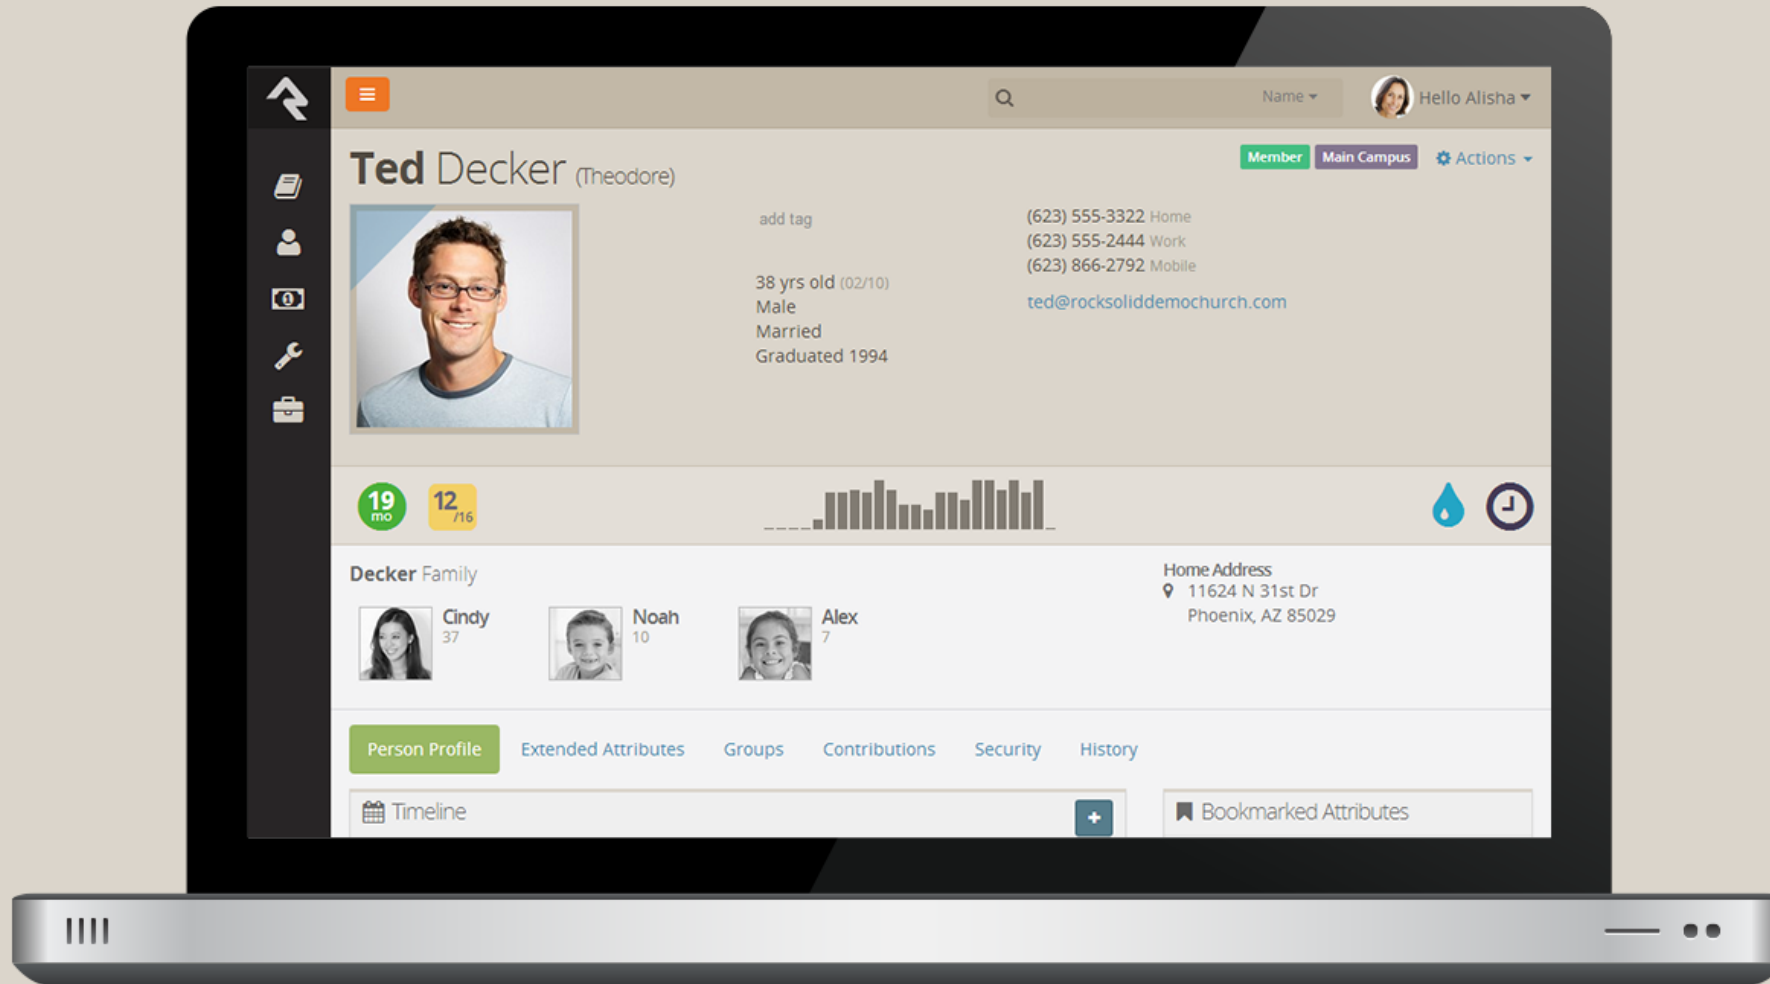 Name
Hello Alisha
Ted Decker (Theodore)
Member
Main Campus
Actions
add tag
38 yrs old (02/10)
Male
Married
Graduated 1994
(623) 555-3322 Home
(623) 555-2444 Work
(623) 866-2792 Mobile
ted@rocksoliddemochurch.com
19
mo
12
/16
Decker Family
Cindy
37
Noah
10
Alex
7
Home Address
11624 N 31st Dr
Phoenix, AZ 85029
Person Profile
Extended Attributes
Groups
Contributions
Security
History
Timeline
Bookmarked Attributes